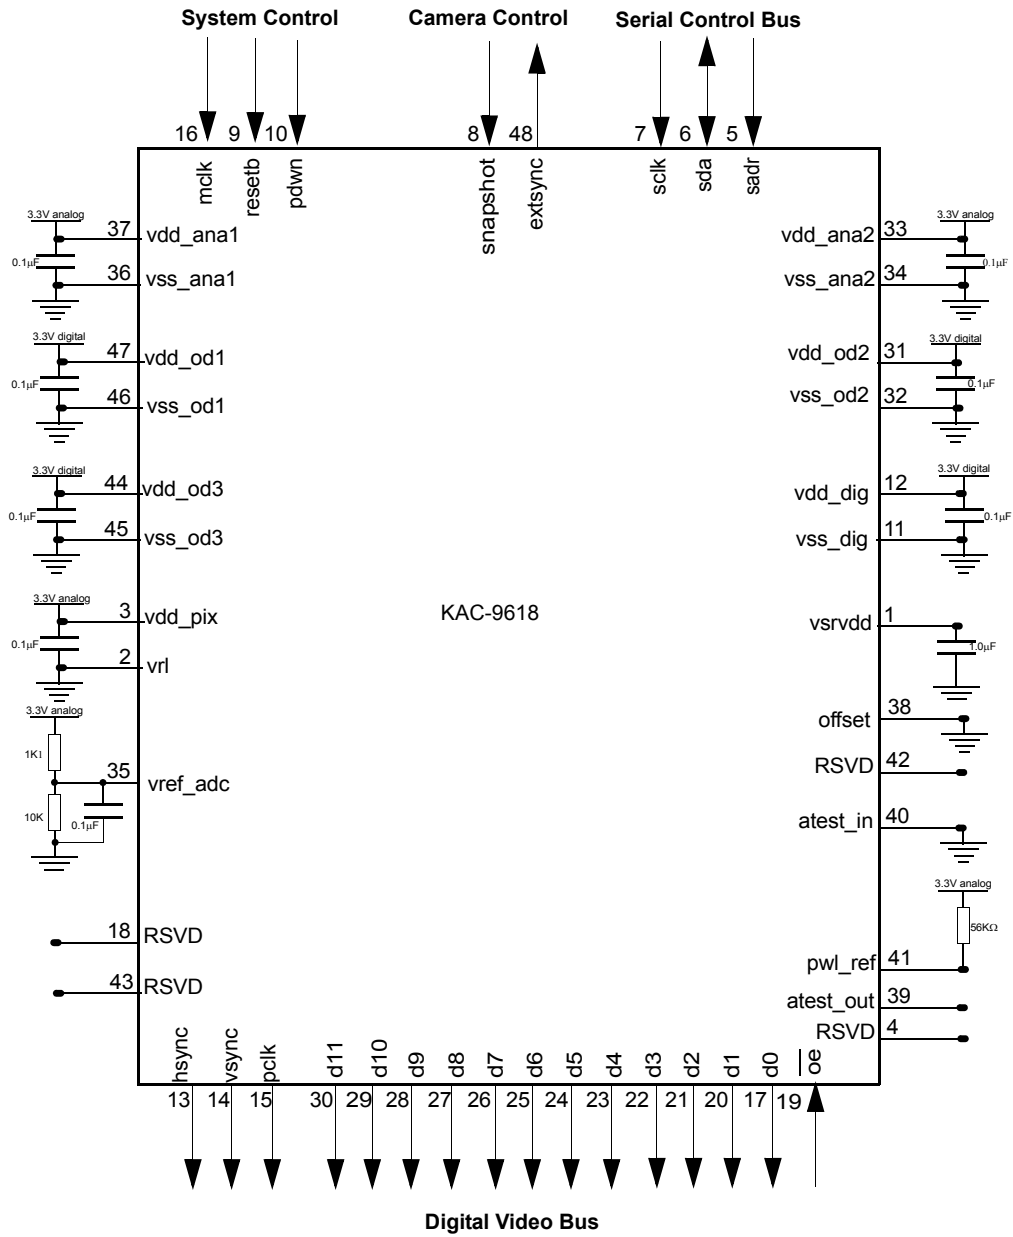 System Control Camera Control Serial Control Bus
16 9 10 8 48 7 6 5
mclk resetb pdwn snapshot extsync sclk sda sadr
3.3V analog
37 vdd_ana1
0.1µF
36 vss_ana1
3.3V digital
47 vdd_od1
0.1µF
46 vss_od1
3.3V digital
44 vdd_od3
0.1µF
45 vss_od3
3.3V analog
3 vdd_pix
0.1µF
2 vrl
3.3V analog
1K1
35 vref_adc
10K
0.1µF
18 RSVD
43 RSVD
KAC-9618
3.3V analog
vdd_ana2 33
0.1µF
vss_ana2 34
3.3V digital
vdd_od2 31
0.1µF
vss_od2 32
3.3V digital
vdd_dig 12
0.1µF
vss_dig 11
vsrvdd 1
1.0µF
offset 38
RSVD 42
atest_in 40
3.3V analog
56KΩ
pwl_ref 41
atest_out 39
RSVD 4
hsync vsync pclk d11 d10 d9 d8 d7 d6 d5 d4 d3 d2 d1 d0 oe
13 14 15 30 29 28 27 26 25 24 23 22 21 20 17 19
Digital Video Bus